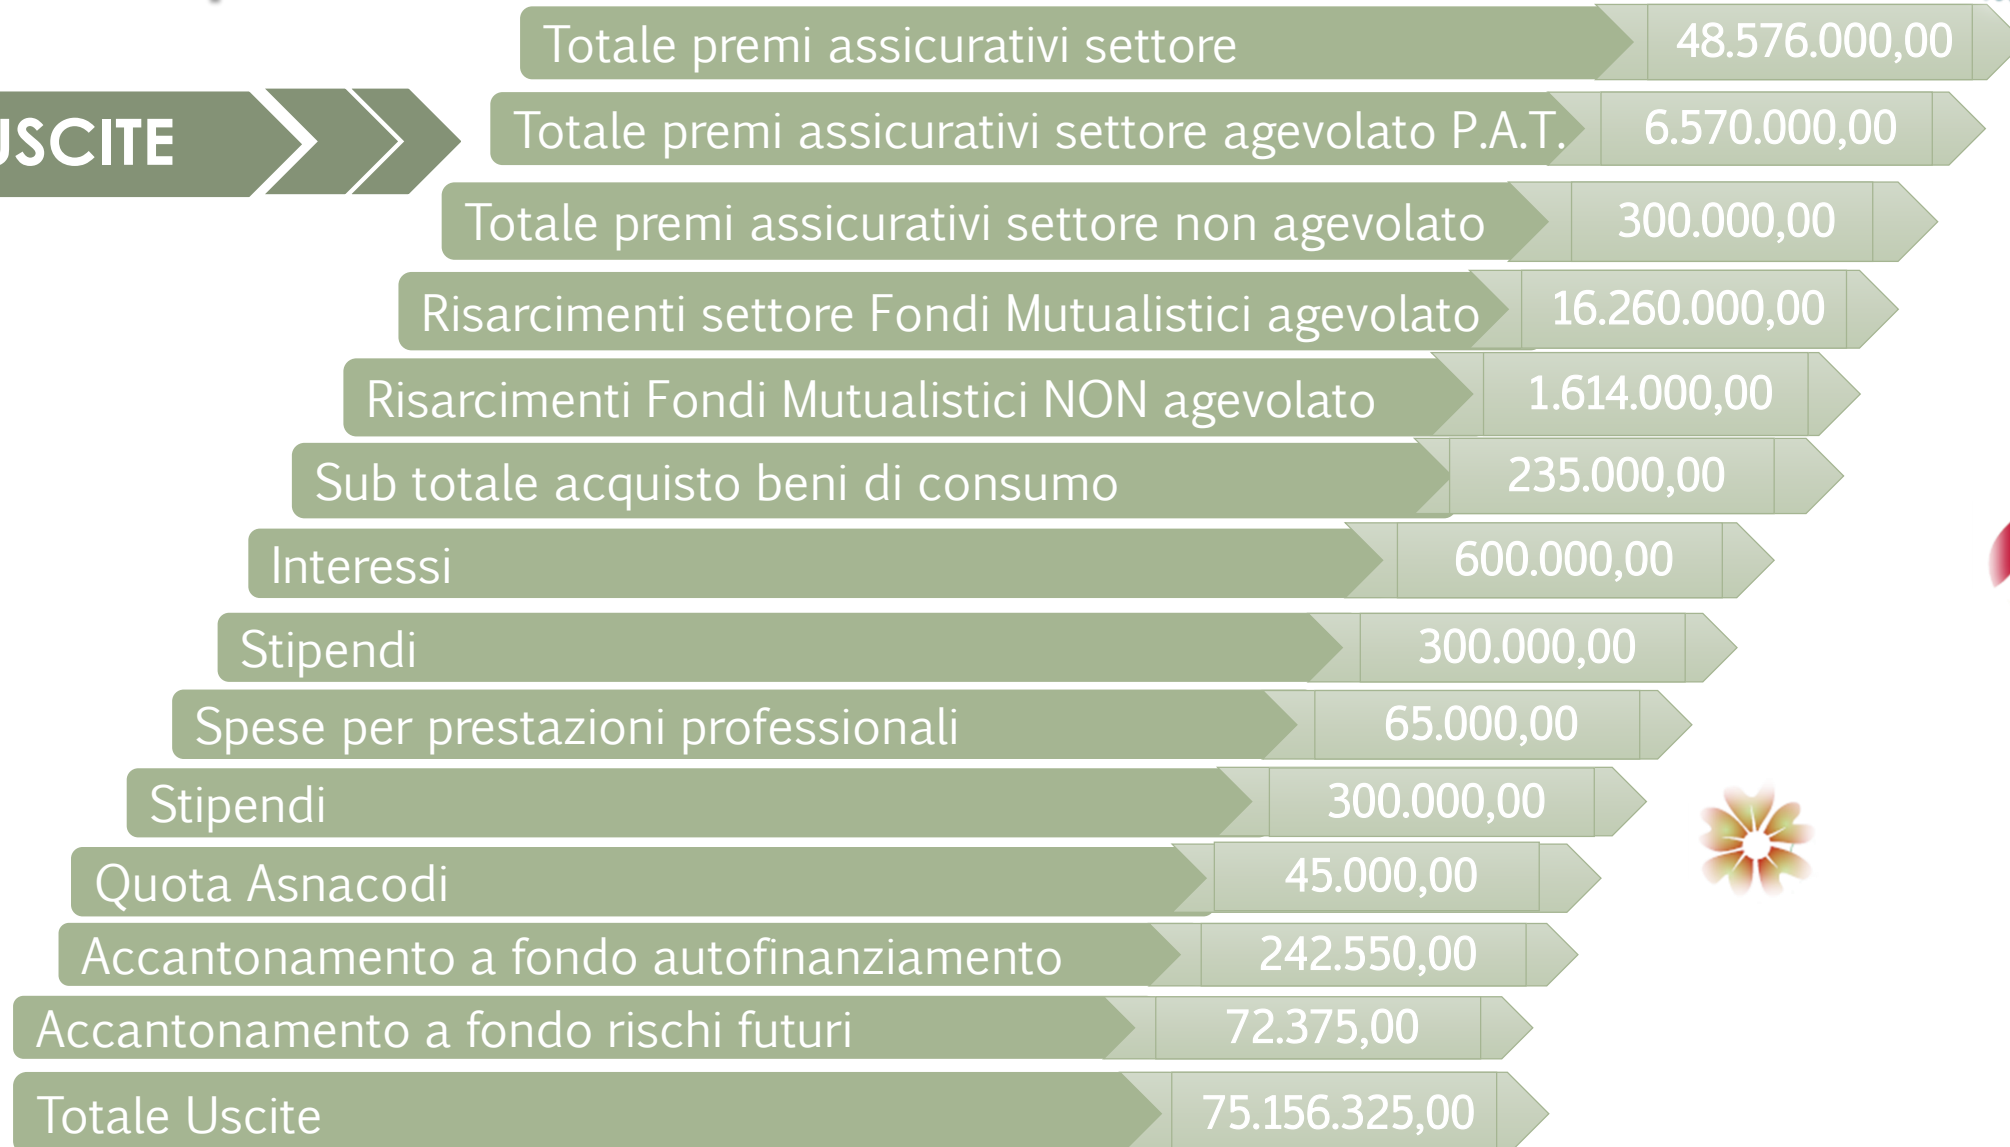 Totale premi assicurativi settore 48.576.000,00
USCITE
Totale premi assicurativi settore agevolato P.A.T. 6.570.000,00
Totale premi assicurativi settore non agevolato 300.000,00
Risarcimenti settore Fondi Mutualistici agevolato 16.260.000,00
Risarcimenti Fondi Mutualistici NON agevolato 1.614.000,00
Sub totale acquisto beni di consumo 235.000,00
Interessi 600.000,00
Stipendi 300.000,00
Spese per prestazioni professionali 65.000,00
Stipendi 300.000,00
Quota Asnacodi 45.000,00
Accantonamento a fondo autofinanziamento 242.550,00
Accantonamento a fondo rischi futuri 72.375,00
Totale Uscite 75.156.325,00